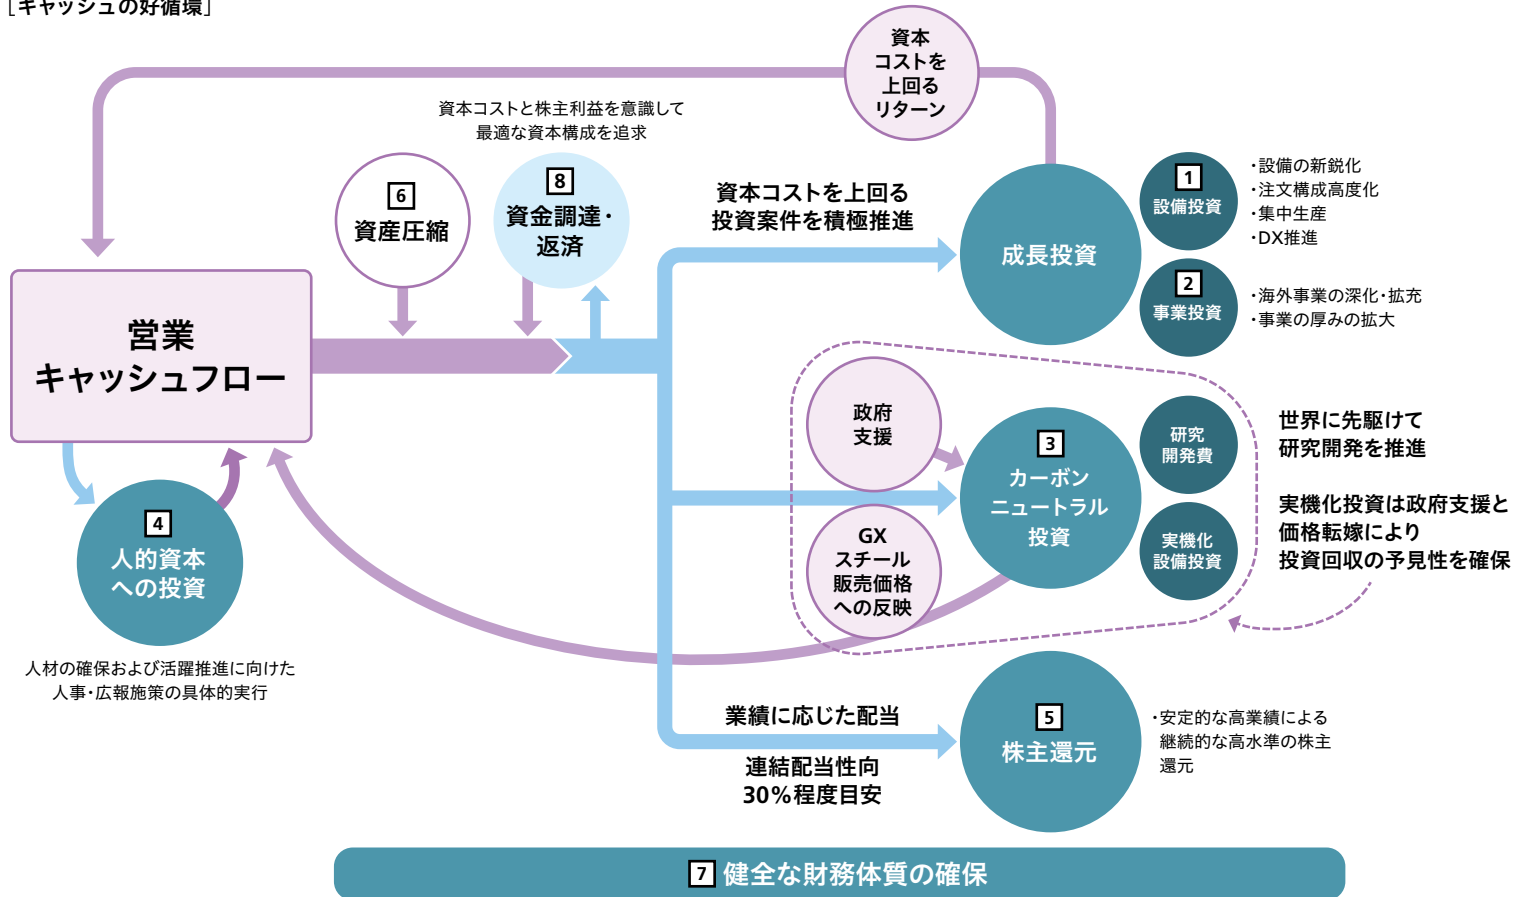 [キャッシュの好循環]
資本
コストを
上回る
リターン
資本コストと株主利益を意識して
最適な資本構成を追求
6
資産圧縮
8
資金調達・
返済
資本コストを上回る
投資案件を積極推進
成長投資
1
設備投資
・設備の新鋭化
・注文構成高度化
・集中生産
・DX推進
2
事業投資
・海外事業の深化・拡充
・事業の厚みの拡大
営業
キャッシュフロー
政府
支援
3
カーボン
ニュートラル
投資
研究
開発費
実機化
設備投資
世界に先駆けて
研究開発を推進
実機化投資は政府支援と
価格転嫁により
投資回収の予見性を確保
GX
スチール
販売価格
への反映
4
人的資本
への投資
人材の確保および活躍推進に向けた
人事・広報施策の具体的実行
業績に応じた配当
連結配当性向
30%程度目安
5
株主還元
・安定的な高業績による
継続的な高水準の株主
還元
7 健全な財務体質の確保